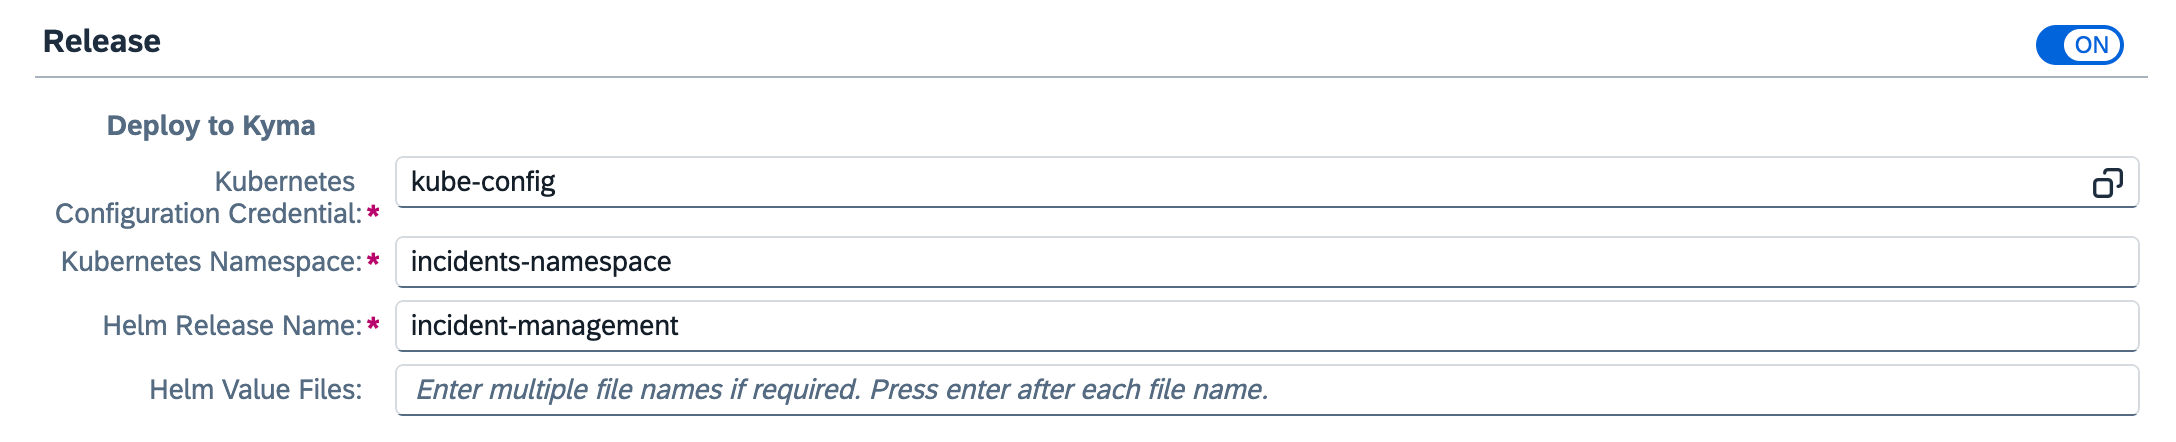 Release
ON
Deploy to Kyma
Kubernetes
Configuration Credential:*
kube-config
Kubernetes Namespace:*
incidents-namespace
Helm Release Name:*
incident-management
Helm Value Files:
Enter multiple file names if required. Press enter after each file name.